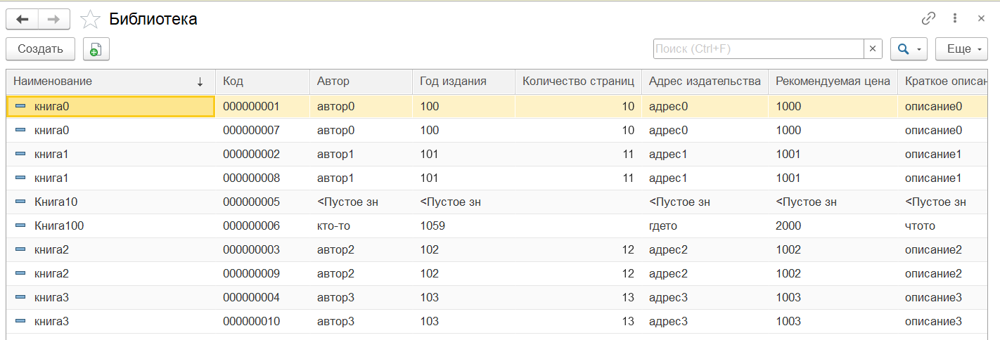 Библиотека
Создать
Поиск (Ctrl+F)
Еще
Наименование Код Автор Год издания Количество страниц Адрес издательства Рекомендуемая цена Краткое описан
книга0 000000001 автор0 100 10 адрес0 1000 описание0
книга0 000000007 автор0 100 10 адрес0 1000 описание0
книга1 000000002 автор1 101 11 адрес1 1001 описание1
книга1 000000008 автор1 101 11 адрес1 1001 описание1
Книга10 000000005 <Пустое зн <Пустое зн <Пустое зн <Пустое зн <Пустое зн
Книга100 000000006 кто-то 1059 гдето 2000 чтото
книга2 000000003 автор2 102 12 адрес2 1002 описание2
книга2 000000009 автор2 102 12 адрес2 1002 описание2
книга3 000000004 автор3 103 13 адрес3 1003 описание3
книга3 000000010 автор3 103 13 адрес3 1003 описание3